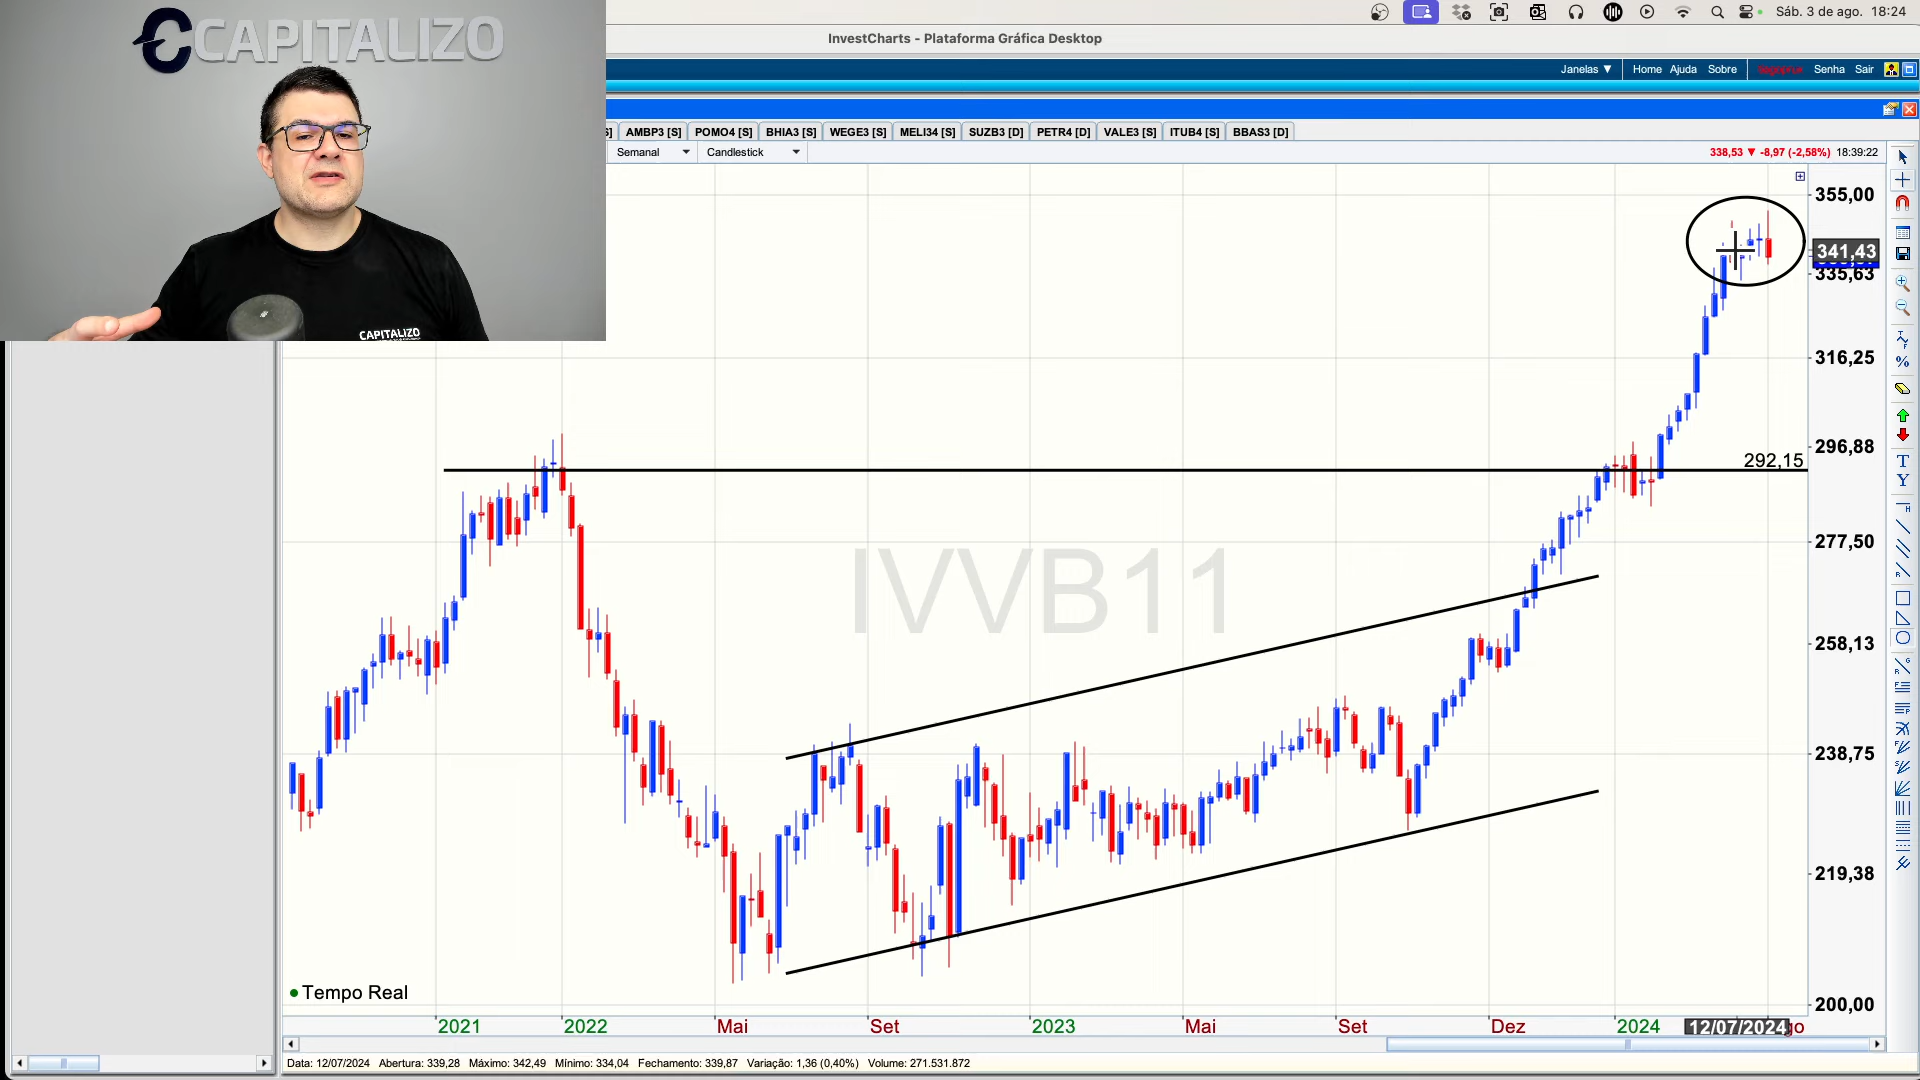 CAPITALIZO
CAPITALIZO
Sáb. 3 de ago. 18:24
InvestCharts - Plataforma Gráfica Desktop
Janelas ▼ Home Ajuda Sobre Senha Sair
AMBP3 [S] POMO4 [S] BHIA3 [S] WEGE3 [S] MELI34 [S] SUZB3 [D] PETR4 [D] VALE3 [S] ITUB4 [S] BBAS3 [D]
Semanal Candlestick 338,53 ▼ -8,97 (-2,58%) 18:39:22
355,00
341,43
335,63
316,25
296,88
292,15
277,50
IVVB11
258,13
238,75
219,38
200,00
Tempo Real
2021 2022 Mai Set 2023 Mai Set Dez 2024 12/07/2024 go
Data: 12/07/2024 Abertura: 339,28 Máximo: 342,49 Mínimo: 334,04 Fechamento: 339,87 Variação: 1,36 (0,40%) Volume: 271.531.872